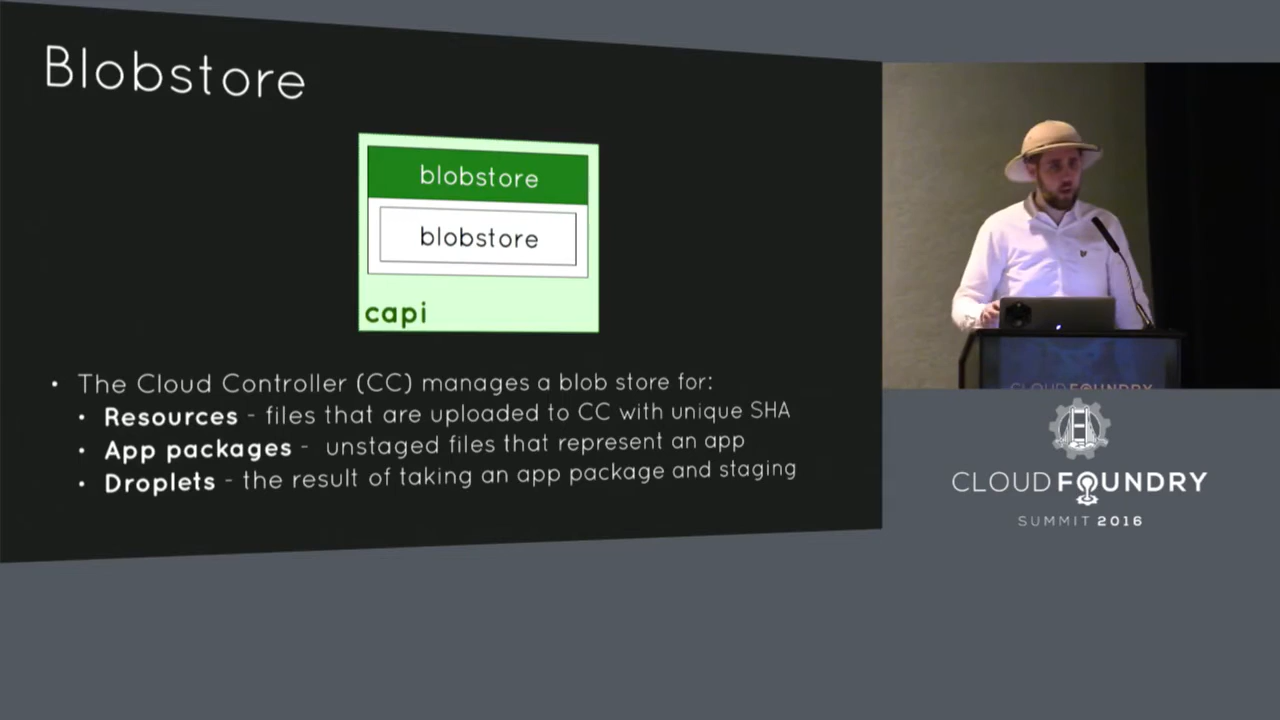 Blobstore
blobstore
blobstore
capi
• The Cloud Controller (CC) manages a blob store for:
• Resources - files that are uploaded to CC with unique SHA
• App packages - unstaged files that represent an app
• Droplets - the result of taking an app package and staging
CLOUD FOUNDRY
CLOUD FOUNDRY
SUMMIT 2016